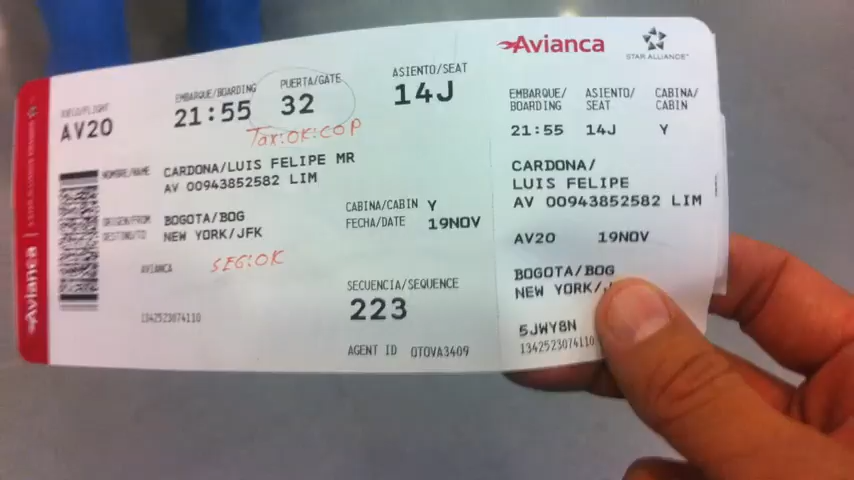 VUELO/FLIGHT
AV20
EMBARQUE/BOARDING
21:55
PUERTA/GATE
32
ASIENTO/SEAT
14J
Tax:OK:COP
NOMBRE/NAME
CARDONA/LUIS FELIPE MR
AV 00943852582 LIM
ORIGEN/FROM
BOGOTA/BOG
DESTINO/TO
NEW YORK/JFK
CABINA/CABIN Y
FECHA/DATE 19NOV
AVIANCA
SEG:OK
1342523074110
SECUENCIA/SEQUENCE
223
AGENT ID OTOVA3409
Avianca
Avianca
STAR ALLIANCE
EMBARQUE/
BOARDING
21:55
ASIENTO/
SEAT
14J
CABINA/
CABIN
Y
CARDONA/
LUIS FELIPE
AV 00943852582 LIM
AV20 19NOV
BOGOTA/BOG
NEW YORK/J
5JWY8N
1342523074110